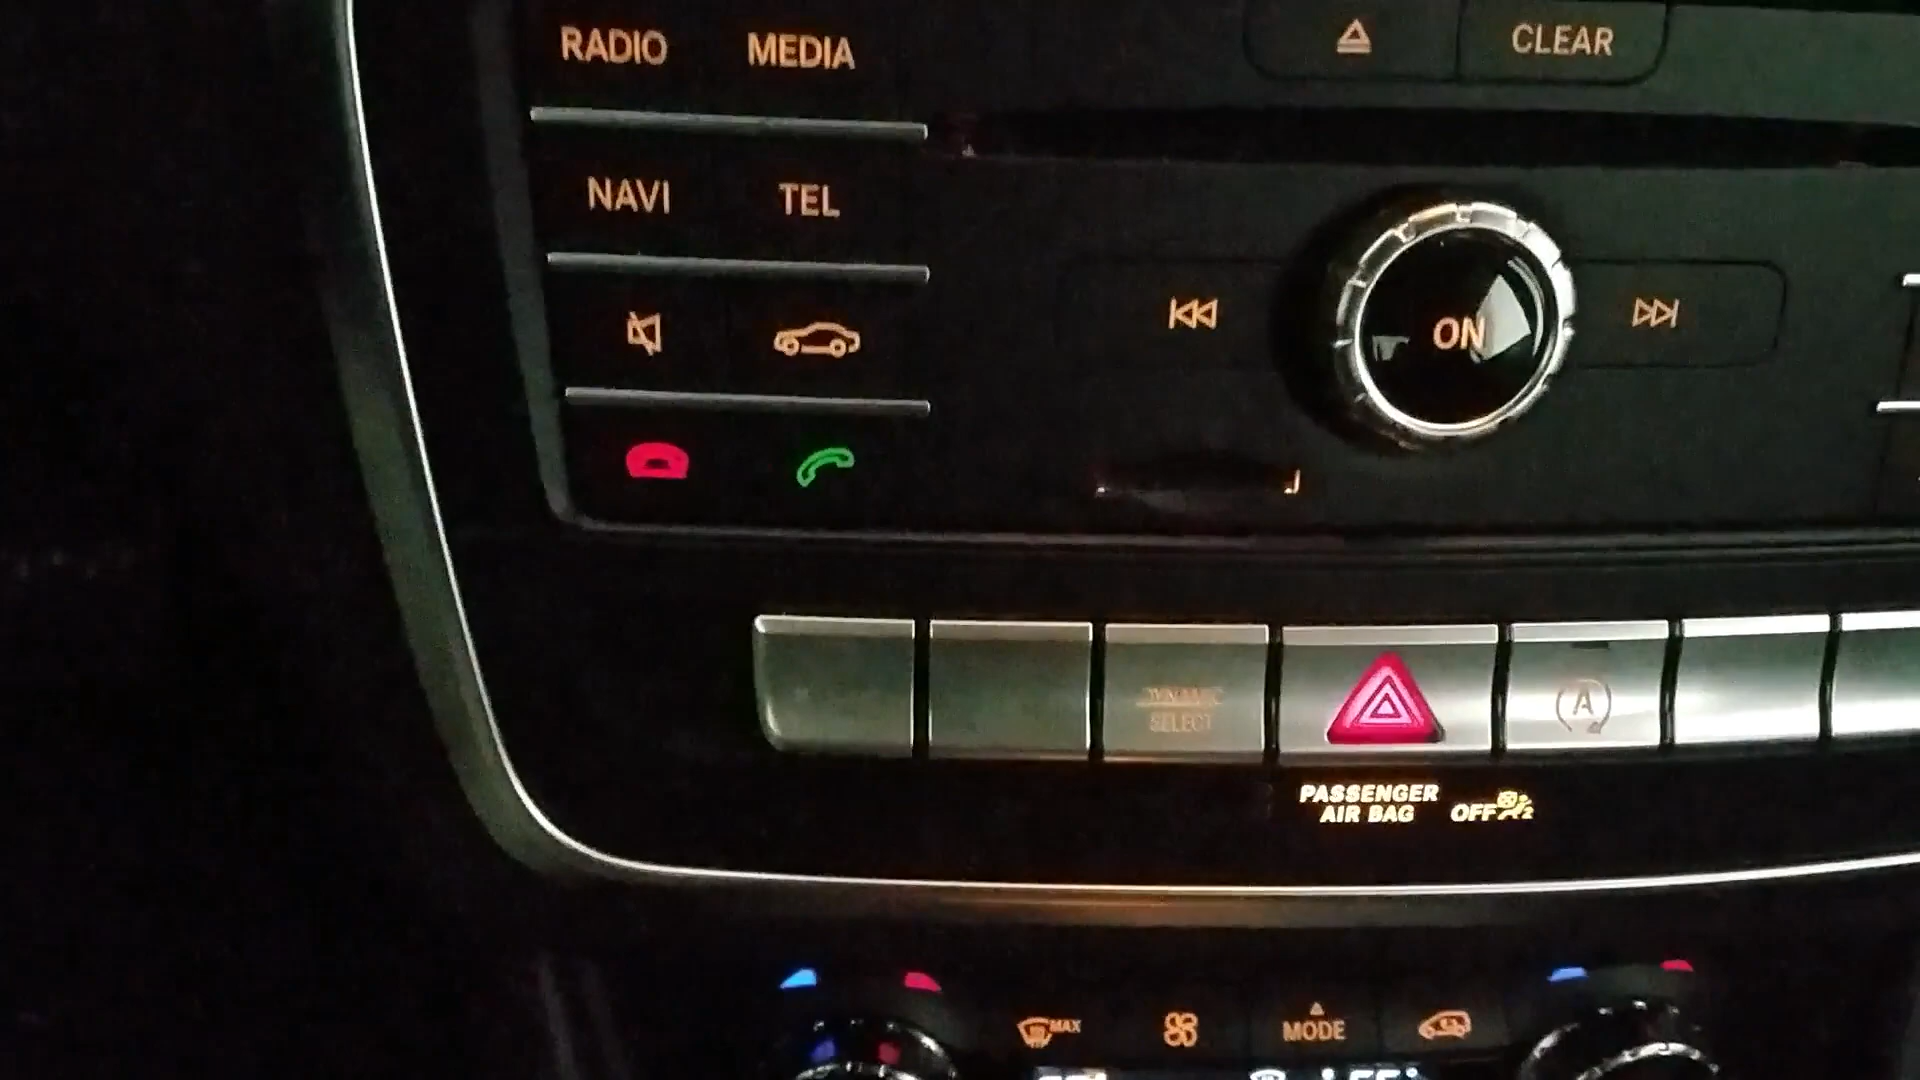 RADIO MEDIA
CLEAR
NAVI TEL
ON
DYNAMIC
SELECT
A
PASSENGER
AIR BAG OFF
MAX
MODE